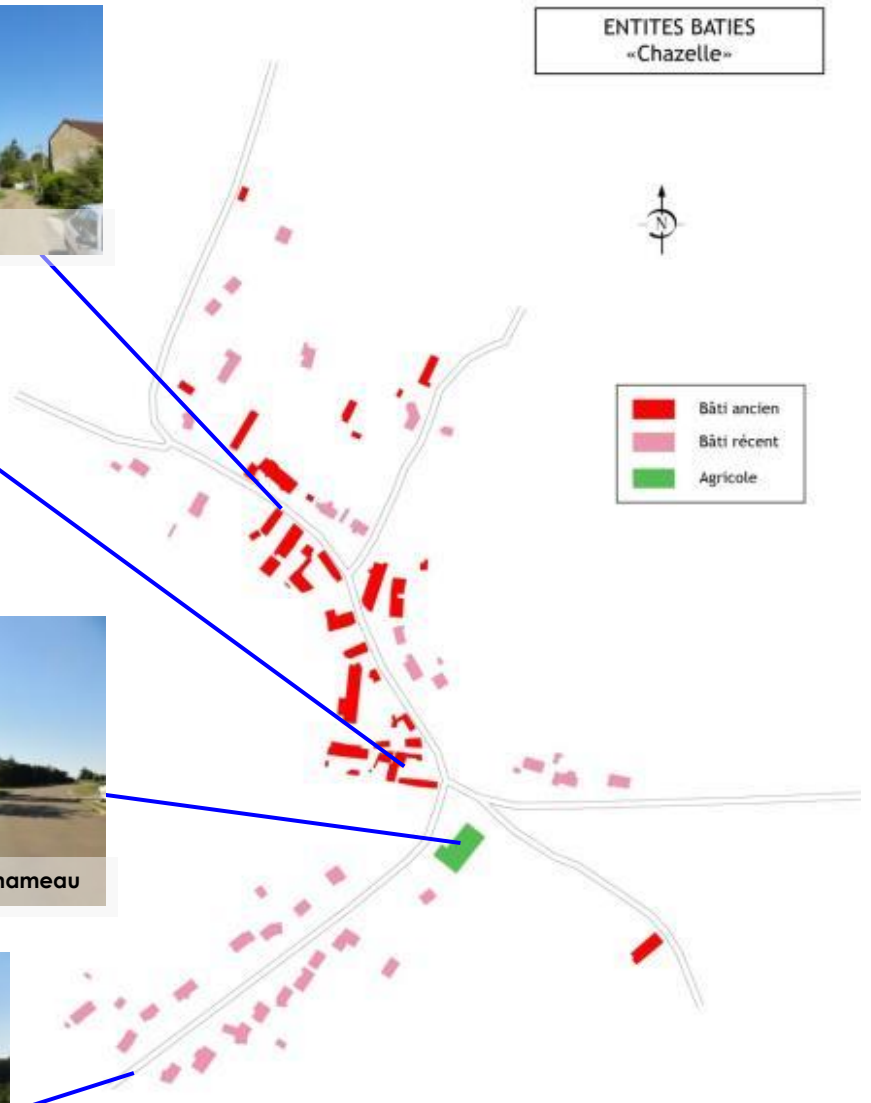 ENTITES BATIES
«Chazelle»
N
Bâti ancien
Bâti récent
Agricole
hameau